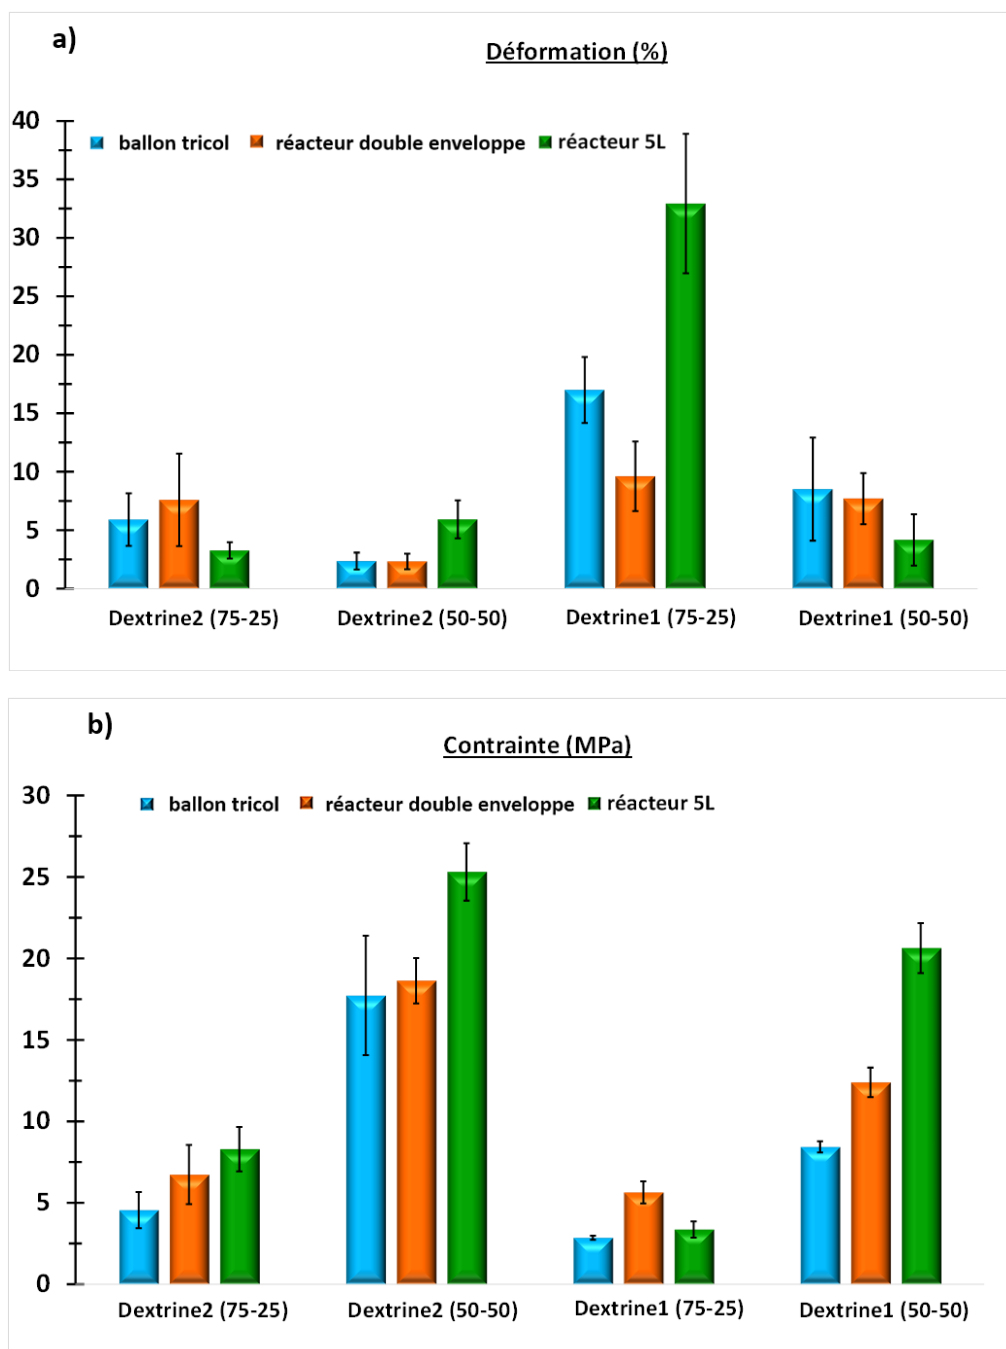 a)
Déformation (%)
40
ballon tricol réacteur double enveloppe réacteur 5L
35
30
25
20
15
10
5
0
Dextrine2 (75-25) Dextrine2 (50-50) Dextrine1 (75-25) Dextrine1 (50-50)
b)
Contrainte (MPa)
30
ballon tricol réacteur double enveloppe réacteur 5L
25
20
15
10
5
0
Dextrine2 (75-25) Dextrine2 (50-50) Dextrine1 (75-25) Dextrine1 (50-50)